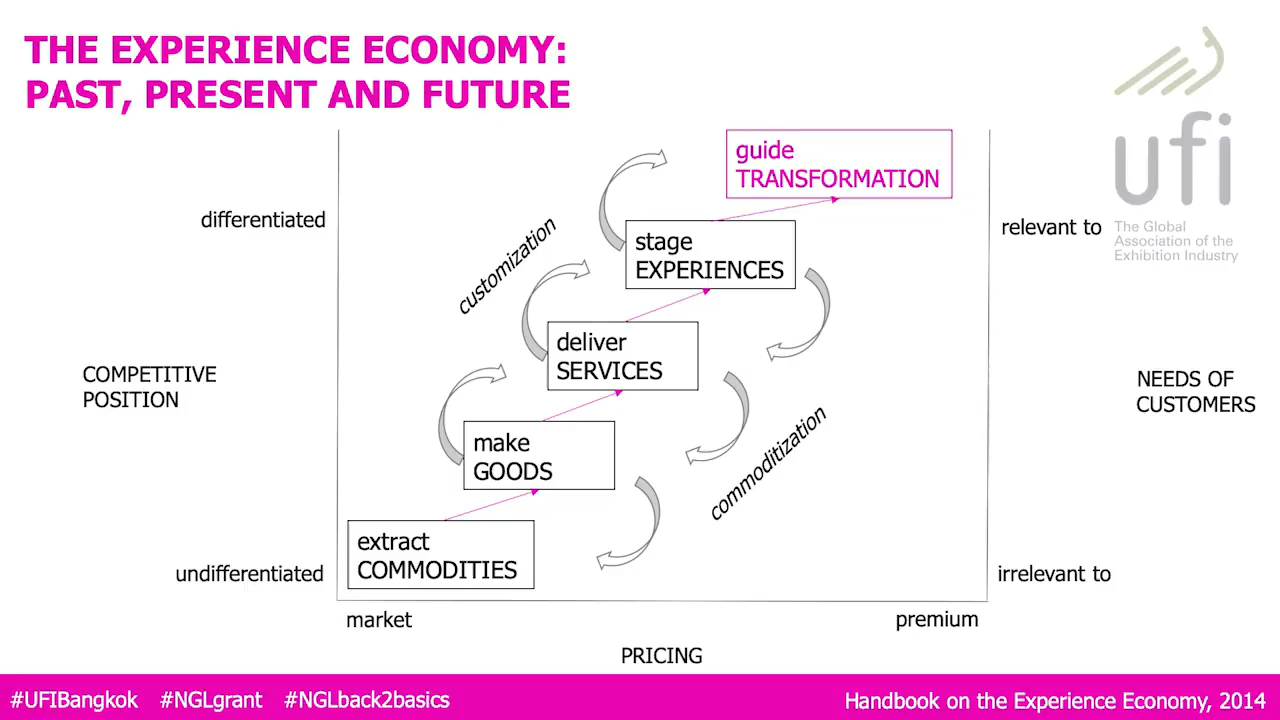 THE EXPERIENCE ECONOMY:
PAST, PRESENT AND FUTURE
ufi
The Global
Association of the
Exhibition Industry
guide
TRANSFORMATION
differentiated
relevant to
customization
stage
EXPERIENCES
deliver
SERVICES
COMPETITIVE
POSITION
NEEDS OF
CUSTOMERS
make
GOODS
commoditization
extract
COMMODITIES
undifferentiated
irrelevant to
market
premium
PRICING
#UFIBangkok #NGLgrant #NGLback2basics
Handbook on the Experience Economy, 2014